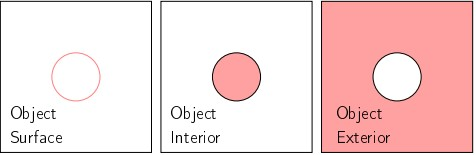 Object
Surface
Object
Interior
Object
Exterior